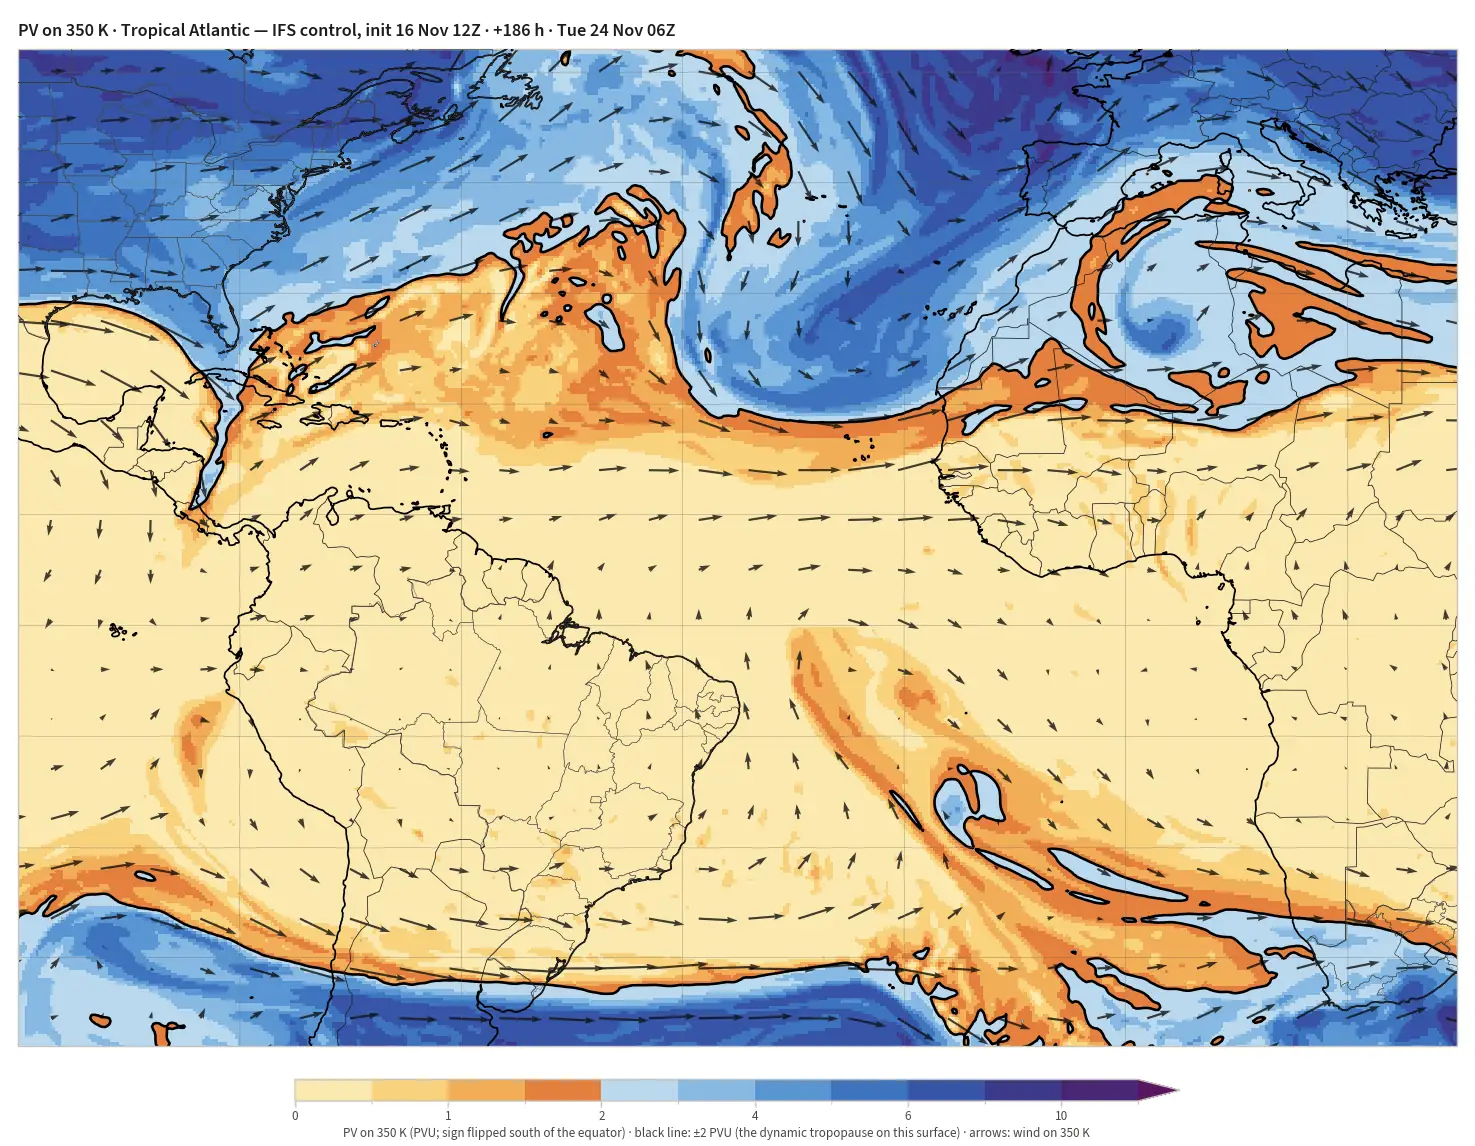 PV on 350 K · Tropical Atlantic — IFS control, init 16 Nov 12Z · +186 h · Tue 24 Nov 06Z
0 1 2 4 6 10
PV on 350 K (PVU; sign flipped south of the equator) · black line: ±2 PVU (the dynamic tropopause on this surface) · arrows: wind on 350 K